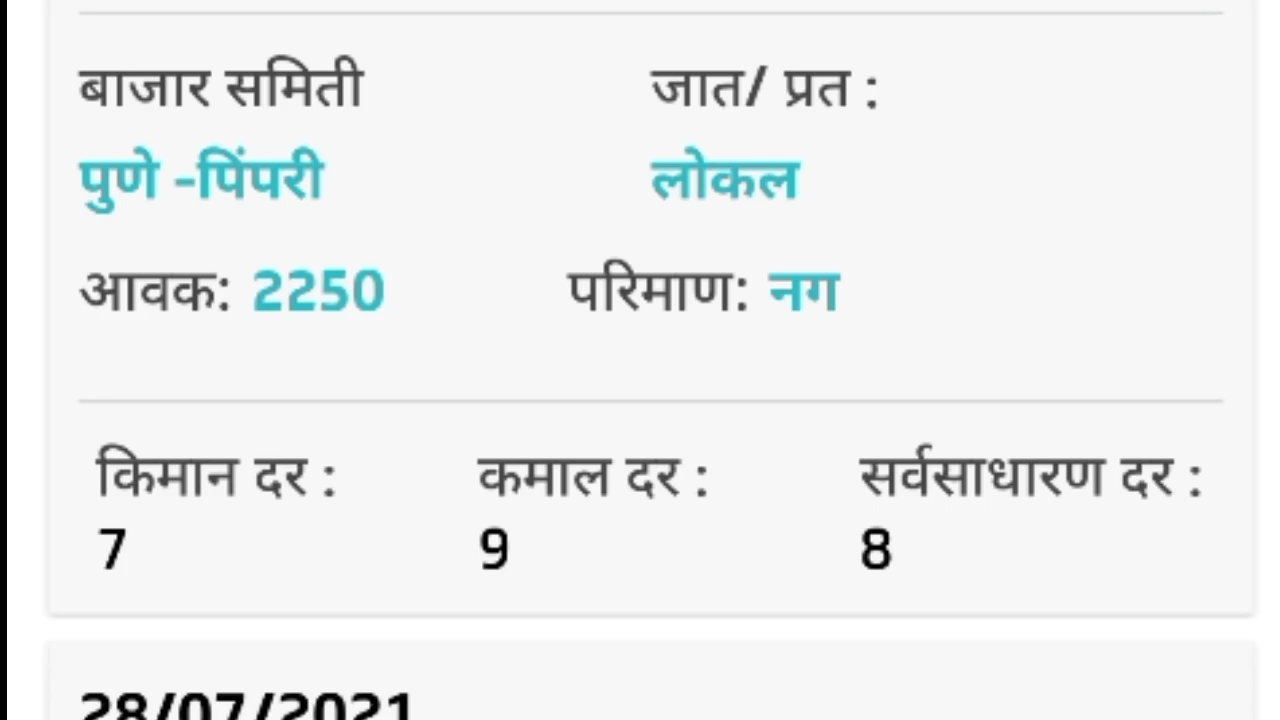 बाजार समिती जात/ प्रत :
पुणे -पिंपरी लोकल
आवक: 2250 परिमाण: नग
किमान दर : कमाल दर : सर्वसाधारण दर :
7 9 8
28/07/2021